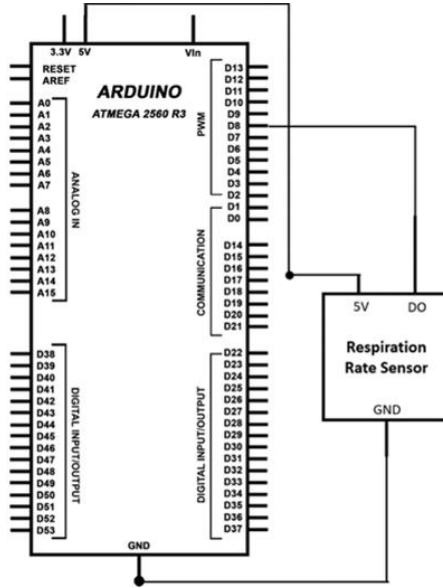 3.3V 5V VIn
RESET
AREF
ARDUINO
ATMEGA 2560 R3
A0
A1
A2
A3
A4
A5
A6
A7
ANALOG IN
A8
A9
A10
A11
A12
A13
A14
A15
D38
D39
D40
D41
D42
D43
D44
D45
D46
D47
D48
D49
D50
D51
D52
D53
DIGITAL INPUT/OUTPUT
D13
D12
D11
D10
D9
D8
D7
D6
D5
D4
D3
D2
PWM
D1
D0
D14
D15
D16
D17
D18
D19
D20
D21
COMMUNICATION
D22
D23
D24
D25
D26
D27
D28
D29
D30
D31
D32
D33
D34
D35
D36
D37
DIGITAL INPUT/OUTPUT
GND
5V DO
Respiration
Rate Sensor
GND